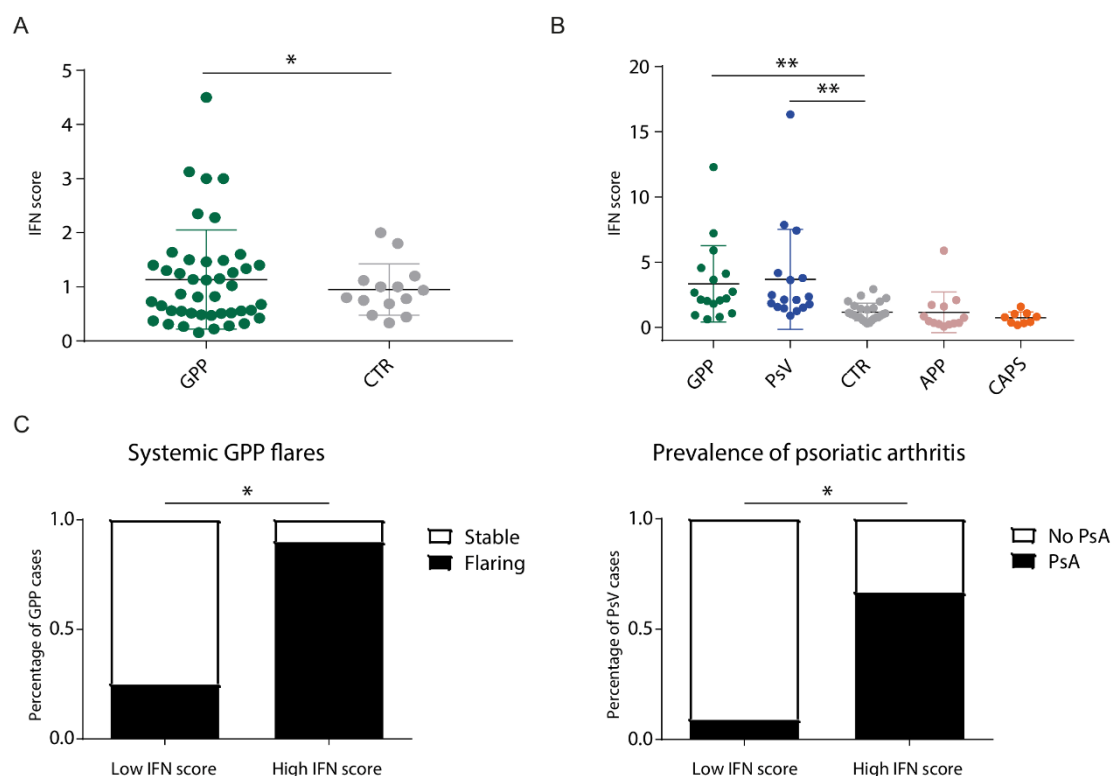 A
*
5
4
3
2
1
0
IFN score
GPP
CTR
B
**
**
20
15
10
5
0
IFN score
GPP
PsV
CTR
APP
CAPS
C
Systemic GPP flares
*
1.0
0.5
0.0
Percentage of GPP cases
Stable
Flaring
Low IFN score
High IFN score
Prevalence of psoriatic arthritis
*
1.0
0.5
0.0
Percentage of PsV cases
No PsA
PsA
Low IFN score
High IFN score